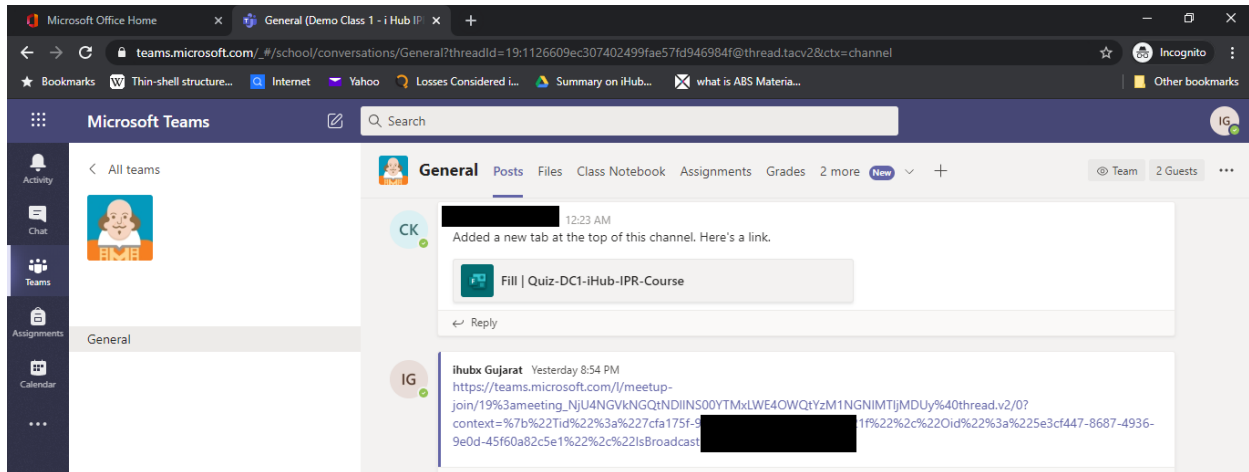 Microsoft Office Home
General (Demo Class 1 - i Hub IP
teams.microsoft.com/_#/school/conversations/General?threadId=19:1126609ec307402499fae57fd946984f@thread.tacv2&ctx=channel
Incognito
Bookmarks Thin-shell structure... Internet Yahoo Losses Considered i... Summary on iHub... what is ABS Materia... Other bookmarks
Microsoft Teams
Search
IG
Activity
Chat
Teams
Assignments
Calendar
All teams
General
General Posts Files Class Notebook Assignments Grades 2 more New Team 2 Guests
CK
12:23 AM
Added a new tab at the top of this channel. Here's a link.
Fill | Quiz-DC1-iHub-IPR-Course
Reply
IG
ihubx Gujarat Yesterday 8:54 PM
https://teams.microsoft.com/l/meetup-
join/19%3ameeting_NjU4NGVkNGQtNDllNS00YTMxLWE4OWQtYzM1NGNlMTljMDUy%40thread.v2/0?
context=%7b%22Tid%22%3a%227cfa175f-9
1f%22%2c%22Oid%22%3a%225e3cf447-8687-4936-
9e0d-45f60a82c5e1%22%2c%22IsBroadcast